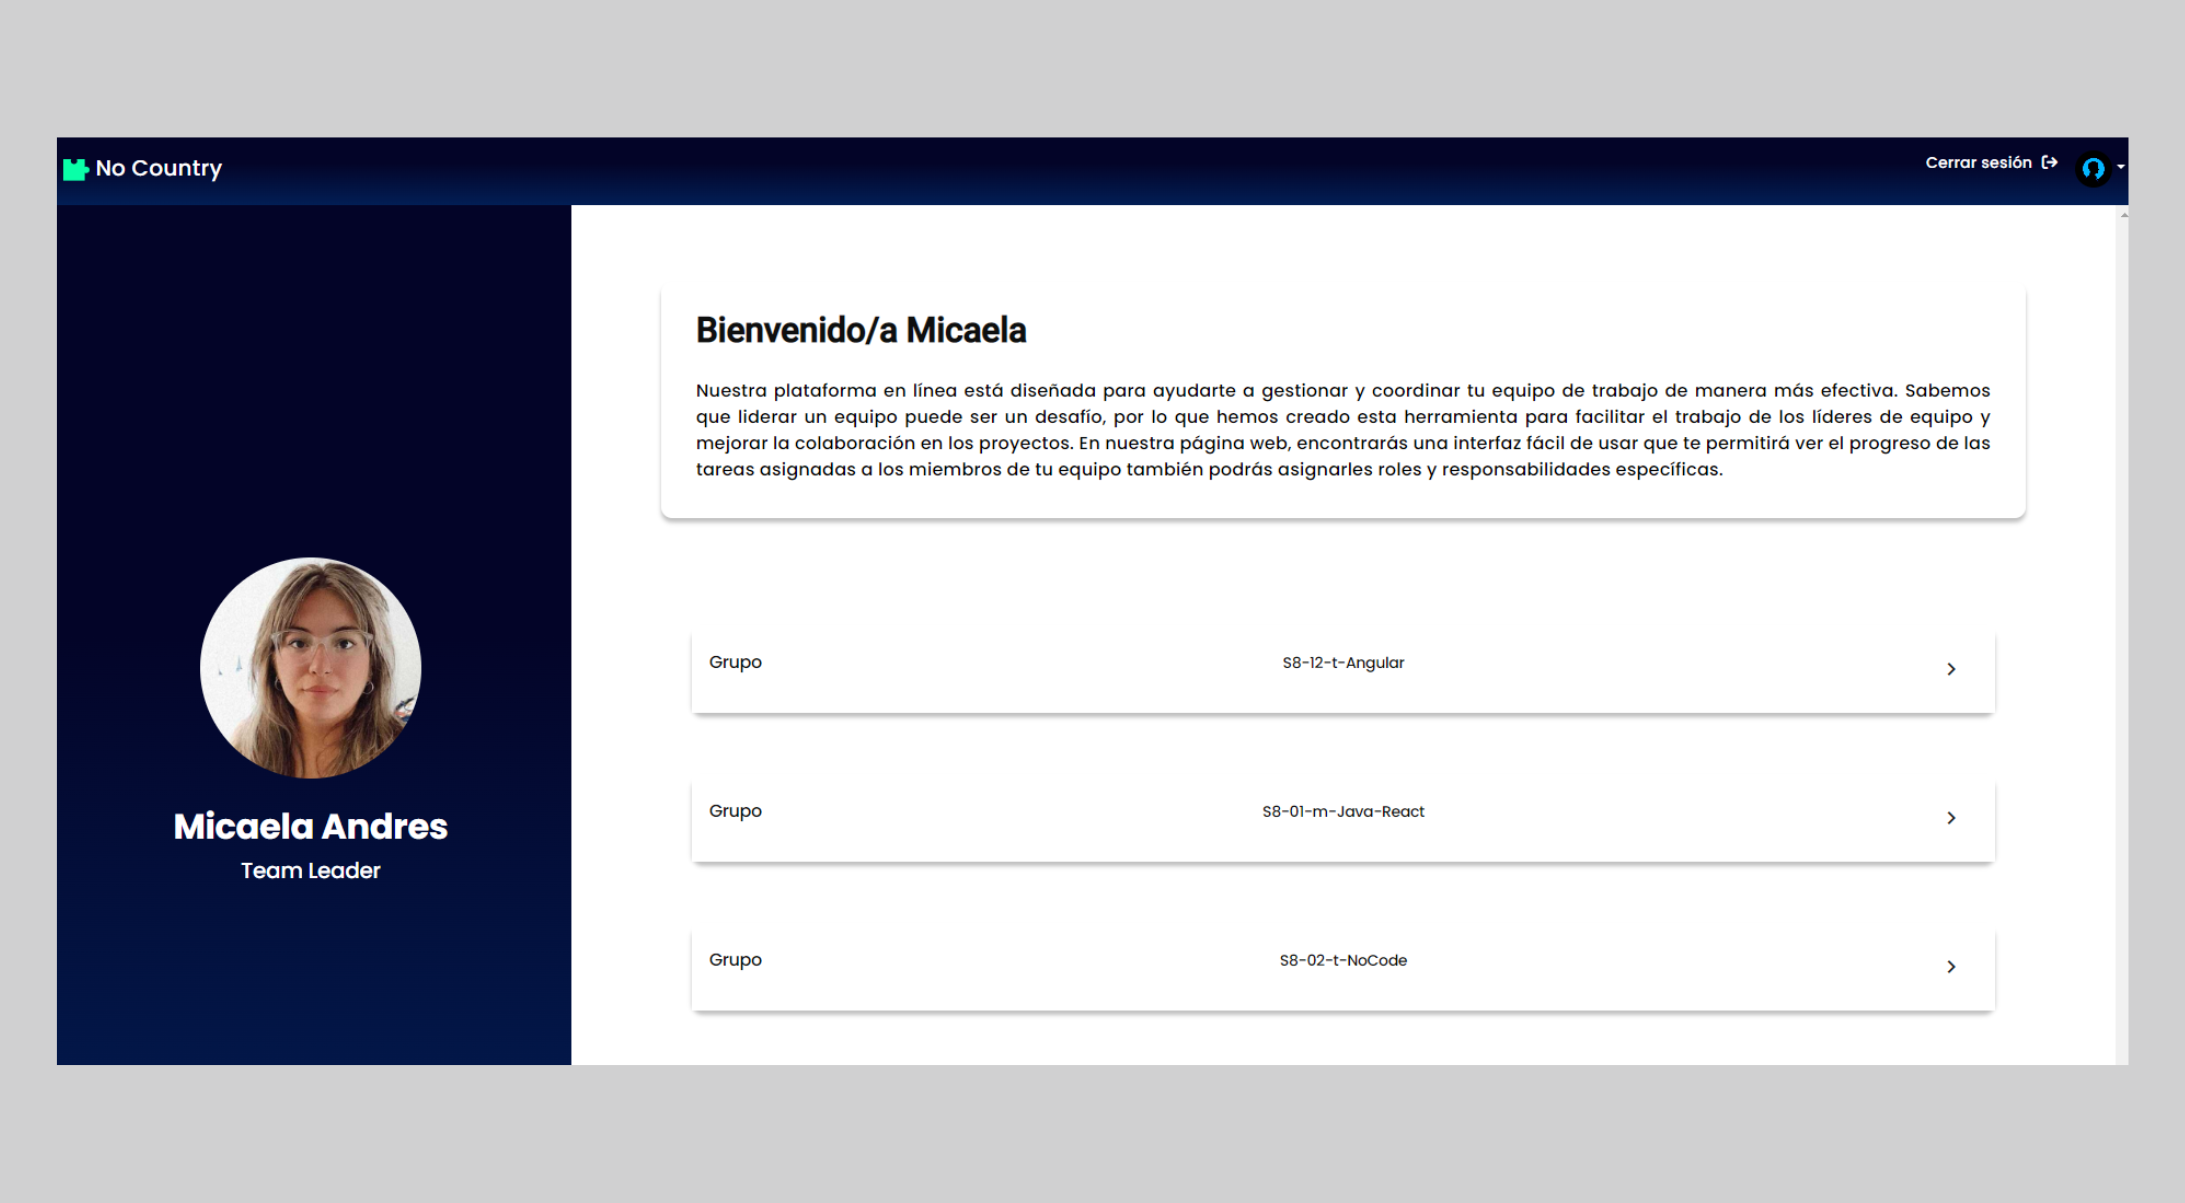 No Country
Cerrar sesión
Bienvenido/a Micaela
Nuestra plataforma en línea está diseñada para ayudarte a gestionar y coordinar tu equipo de trabajo de manera más efectiva. Sabemos
que liderar un equipo puede ser un desafío, por lo que hemos creado esta herramienta para facilitar el trabajo de los líderes de equipo y
mejorar la colaboración en los proyectos. En nuestra página web, encontrarás una interfaz fácil de usar que te permitirá ver el progreso de las
tareas asignadas a los miembros de tu equipo también podrás asignarles roles y responsabilidades específicas.
Micaela Andres
Team Leader
Grupo S8-12-t-Angular
Grupo S8-01-m-Java-React
Grupo S8-02-t-NoCode